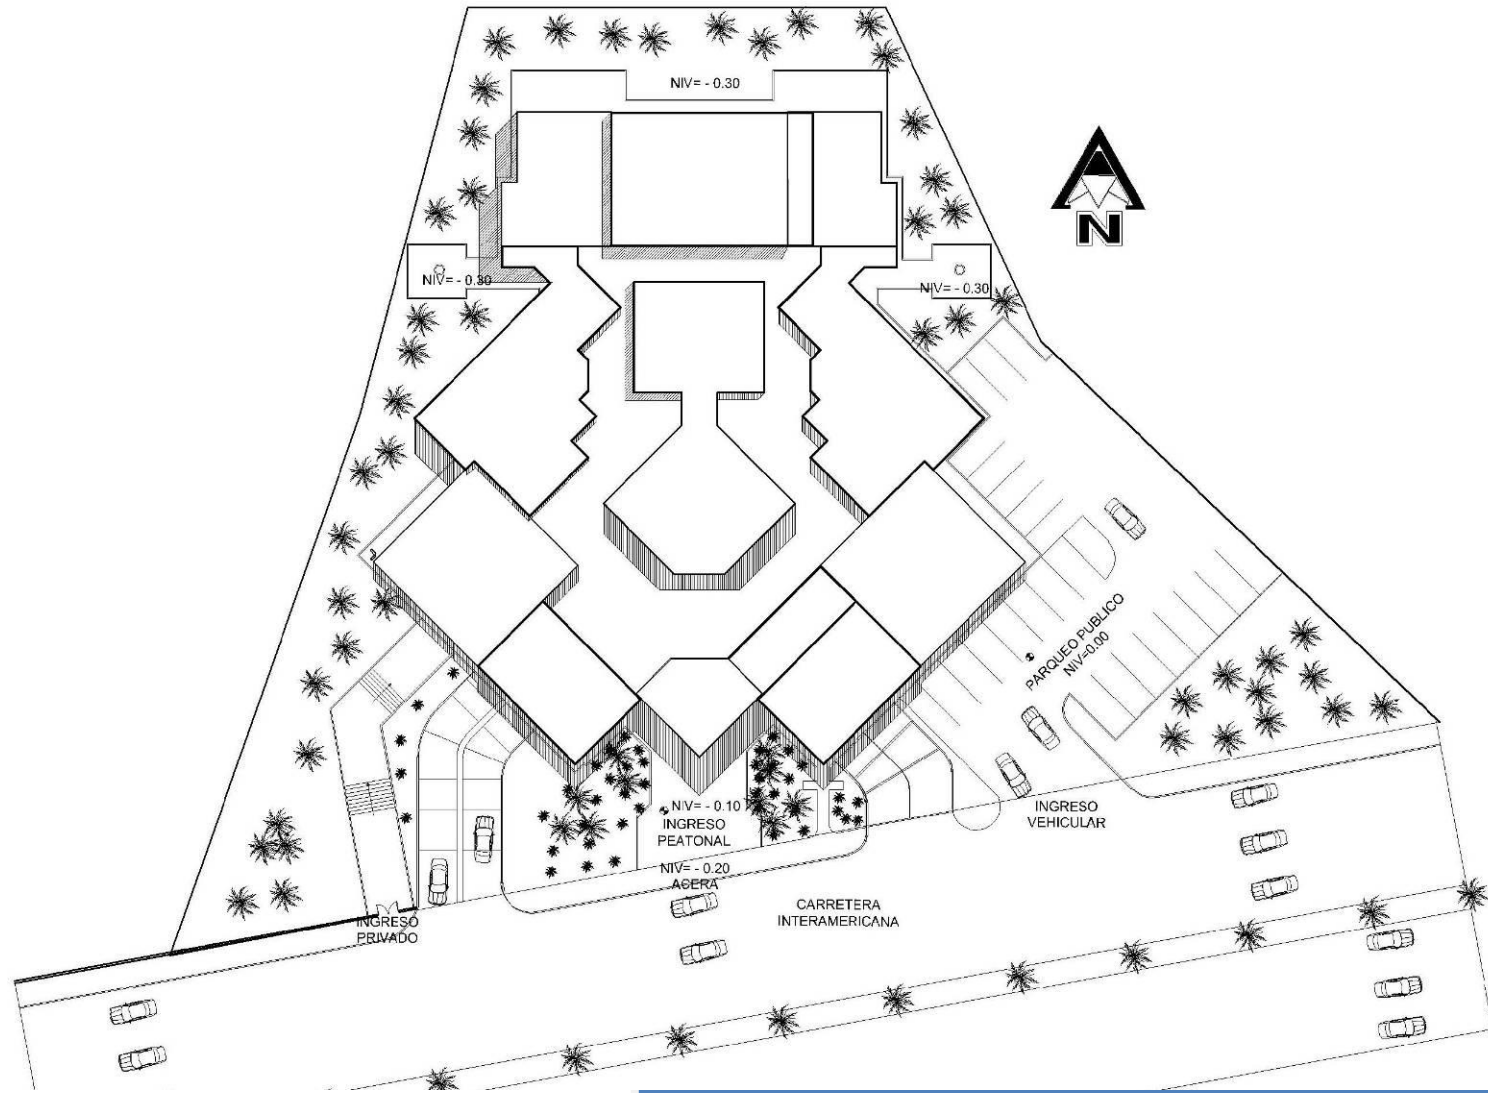 NIV= - 0.30
N
NIV= - 0.30
NIV= - 0.30
PARQUEO PUBLICO
NIV=0.00
NIV= - 0.10
INGRESO
PEATONAL
INGRESO
VEHICULAR
NIV= - 0.20
ACERA
CARRETERA
INTERAMERICANA
INGRESO
PRIVADO